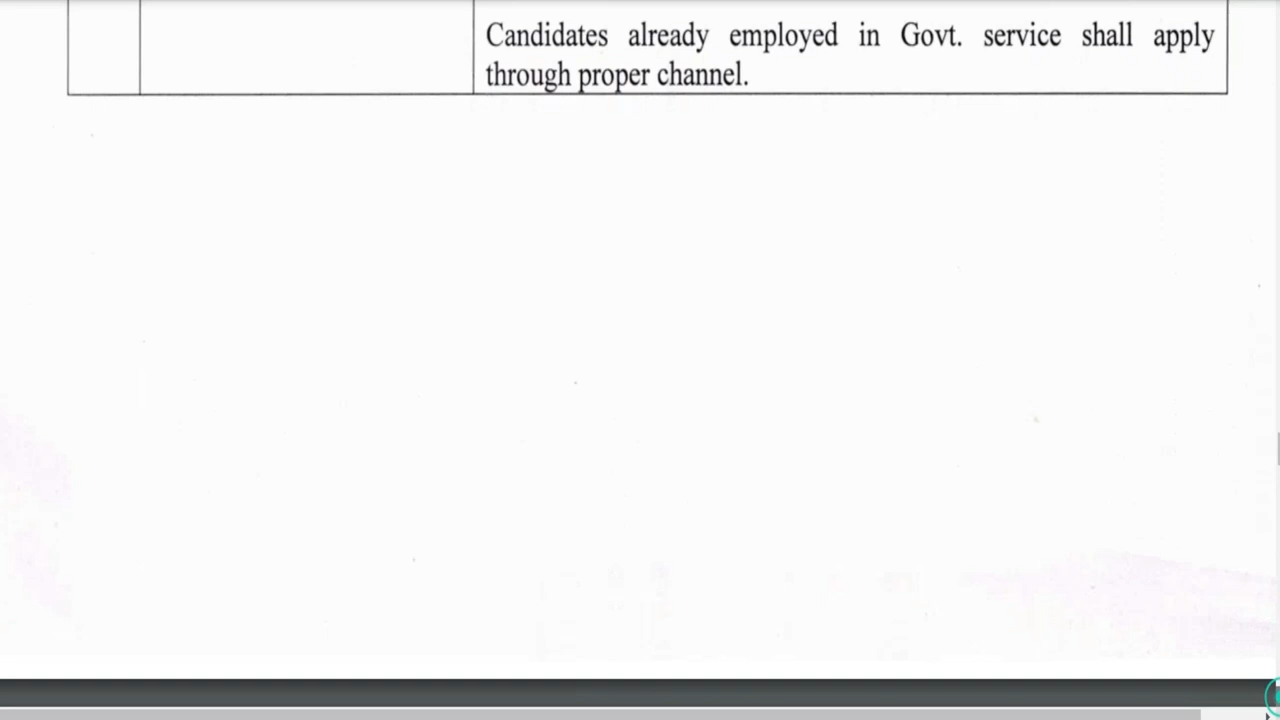 Candidates already employed in Govt. service shall apply
through proper channel.